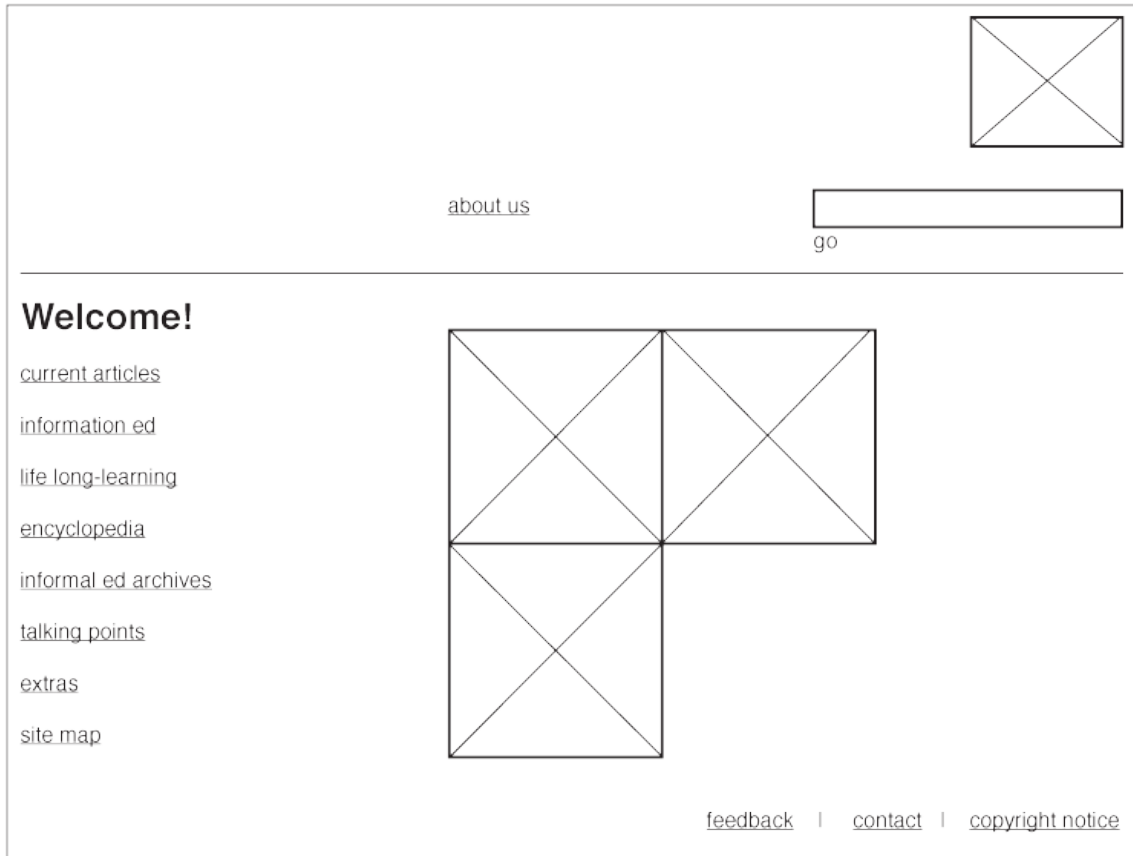 about us
go
Welcome!
current articles
information ed
life long-learning
encyclopedia
informal ed archives
talking points
extras
site map
feedback | contact | copyright notice